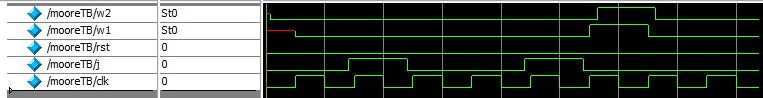 /mooreTB/w2 St0
/mooreTB/w1 St0
/mooreTB/rst 0
/mooreTB/j 0
/mooreTB/clk 0